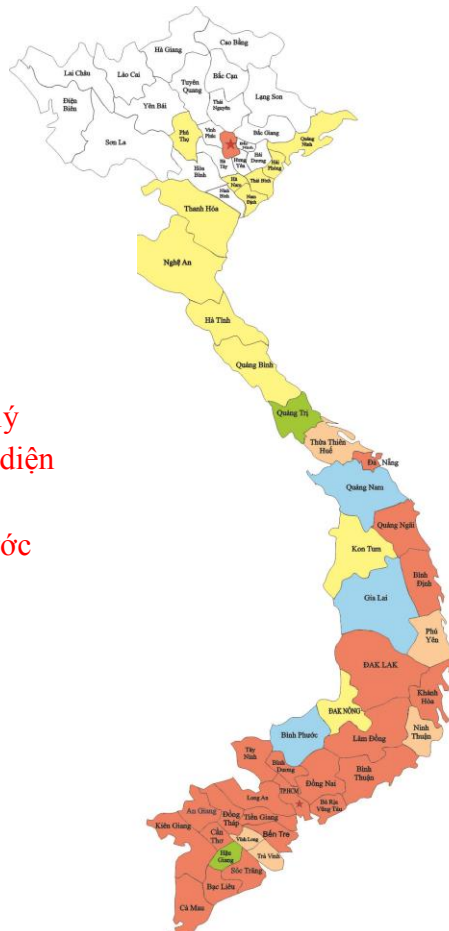 Cao Bằng
Hà Giang
Lai Châu
Lào Cai
Tuyên
Quang
Bắc Cạn
Điện
Biên
Yên Bái
Thái
Nguyên
Lạng Sơn
Sơn La
Phú
Thọ
Vĩnh
Phúc
Bắc Giang
Quảng
Ninh
Bắc
Ninh
Hà
Tây
Hưng
Yên
Hải
Dương
Hải
Phòng
Hòa
Bình
Hà
Nam
Thái Bình
Ninh
Bình
Nam
Định
Thanh Hóa
Nghệ An
Hà Tĩnh
Quảng Bình
Quảng Trị
Thừa Thiên
Huế
Đà Nẵng
Quảng Nam
Quảng Ngãi
Kon Tum
Bình
Định
Gia Lai
Phú
Yên
ĐAK LAK
Khánh
Hòa
ĐAK NÔNG
Ninh
Thuận
Lâm Đồng
Bình Phước
Tây
Ninh
Bình
Dương
Đồng Nai
Bình
Thuận
TPHCM
Bà Rịa
Vũng Tàu
Long An
An Giang
Đồng
Tháp
Tiền Giang
Kiên Giang
Cần
Thơ
Vĩnh Long
Bến Tre
Hậu
Giang
Trà Vinh
Sóc Trăng
Bạc Liêu
Cà Mau
diện